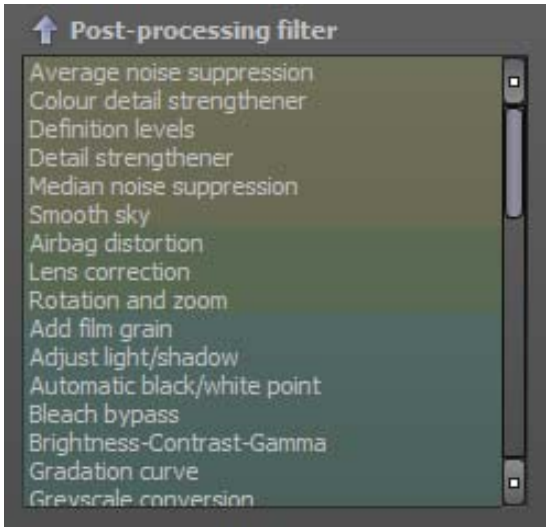 Post-processing filter
Average noise suppression
Colour detail strengthener
Definition levels
Detail strengthener
Median noise suppression
Smooth sky
Airbag distortion
Lens correction
Rotation and zoom
Add film grain
Adjust light/shadow
Automatic black/white point
Bleach bypass
Brightness-Contrast-Gamma
Gradation curve
Greyscale conversion